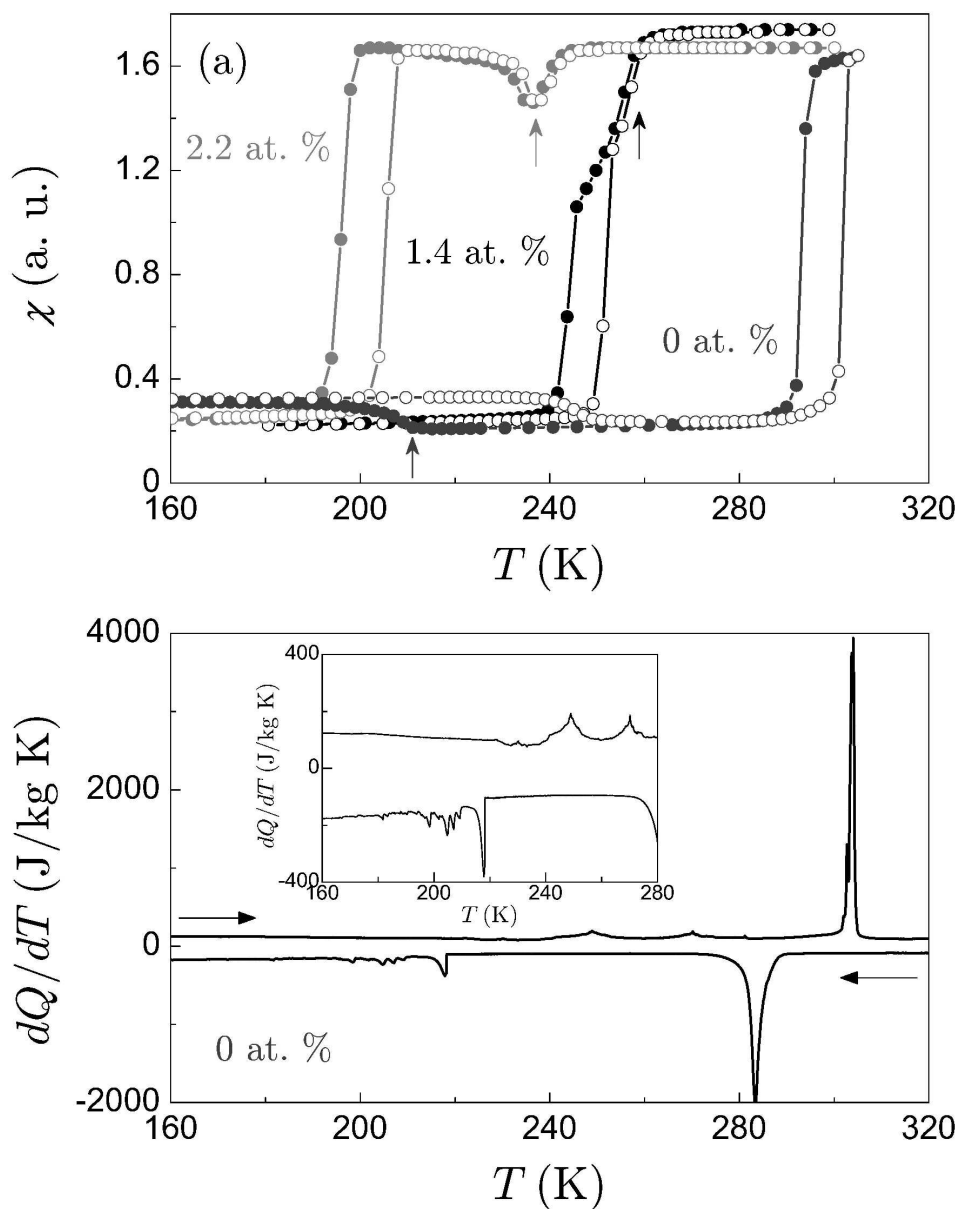 (a)
1.6
1.2
0.8
0.4
0
χ (a. u.)
2.2 at. %
1.4 at. %
0 at. %
160 200 240 280 320
T (K)
4000
2000
0
-2000
dQ/dT (J/kg K)
400
0
-400
dQ/dT (J/kg K)
160 200 240 280
T (K)
0 at. %
160 200 240 280 320
T (K)